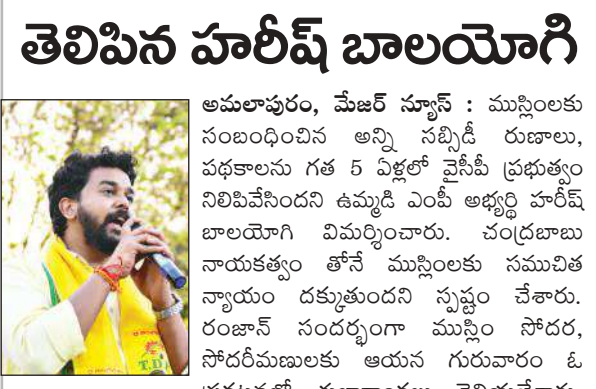 తెలిపిన హరీష్ బాలయోగి
అమలాపురం, మేజర్ న్యూస్ : ముస్లింలకు
సంబంధించిన అన్ని సబ్సిడీ రుణాలు,
పథకాలను గత 5 ఏళ్లలో వైసీపీ ప్రభుత్వం
నిలిపివేసిందని ఉమ్మడి ఎంపీ అభ్యర్థి హరీష్
బాలయోగి విమర్శించారు. చంద్రబాబు
నాయకత్వం తోనే ముస్లింలకు సముచిత
న్యాయం దక్కుతుందని స్పష్టం చేశారు.
రంజాన్ సందర్భంగా ముస్లిం సోదర,
సోదరీమణులకు ఆయన గురువారం ఓ
T.D